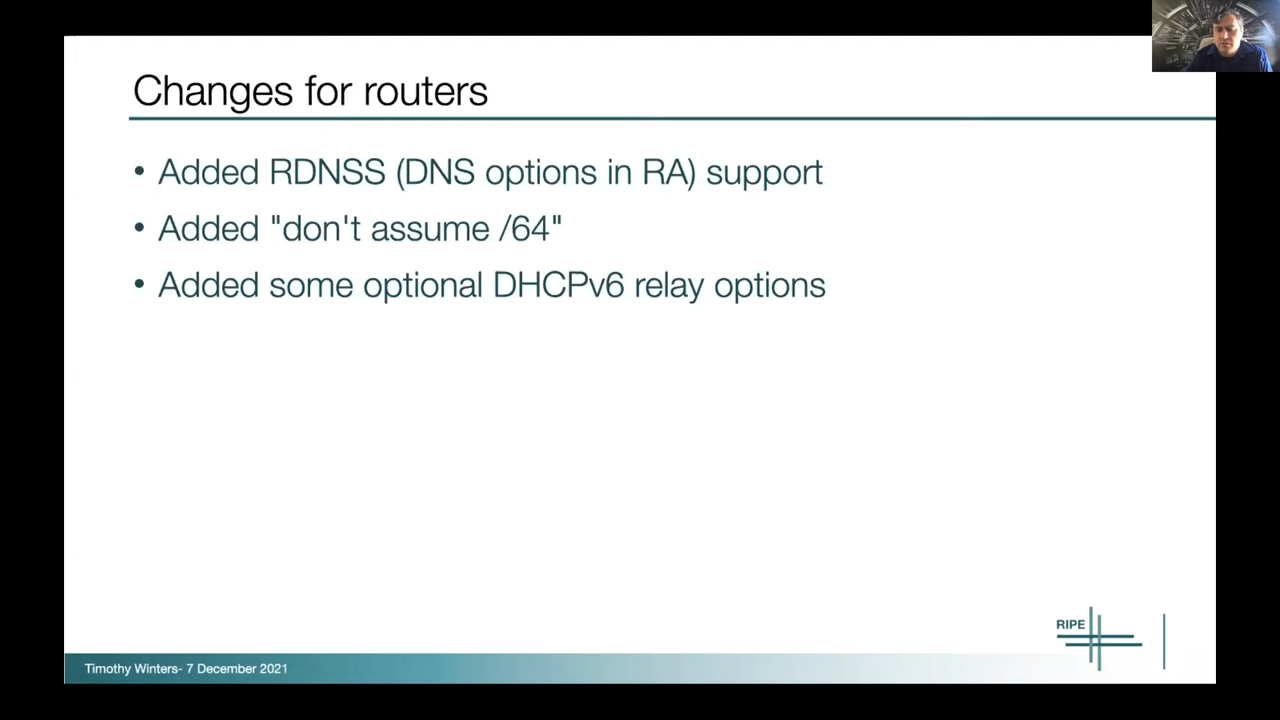 Changes for routers
• Added RDNSS (DNS options in RA) support
• Added "don't assume /64"
• Added some optional DHCPv6 relay options
RIPE
Timothy Winters- 7 December 2021